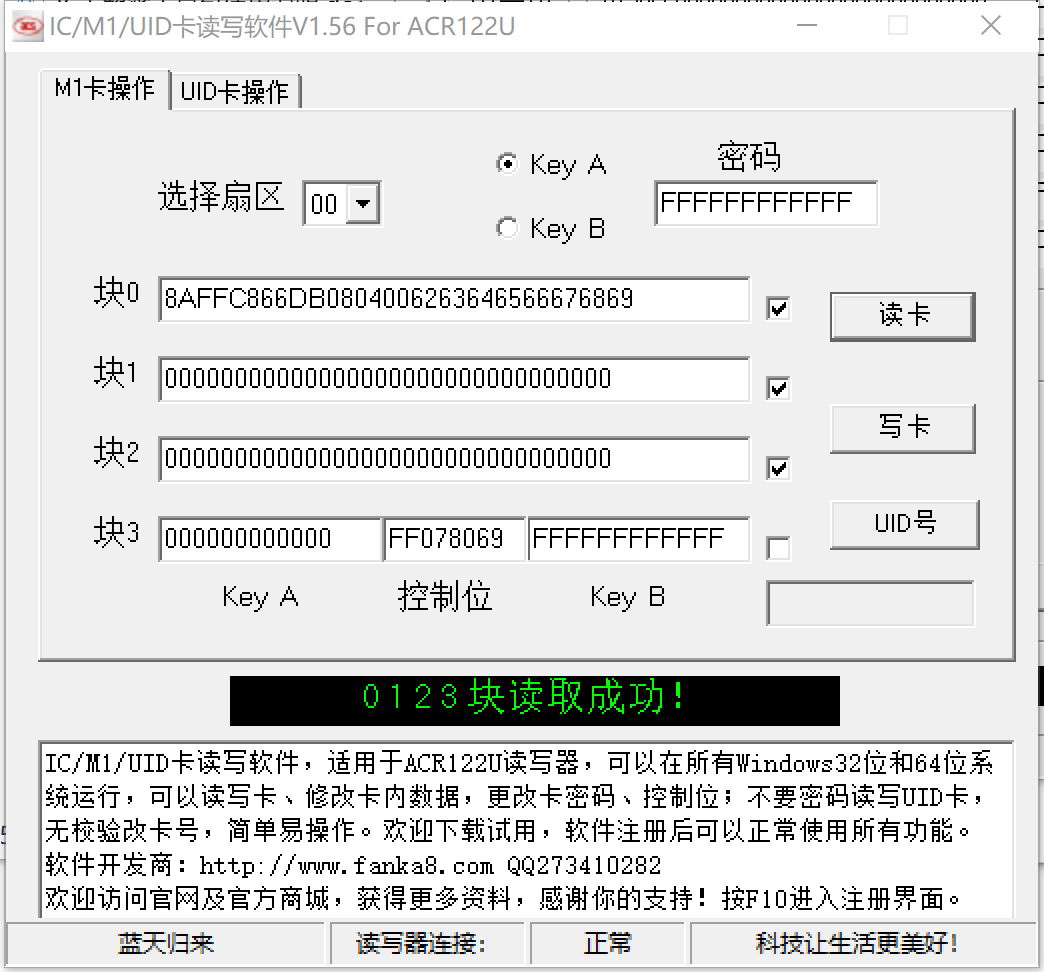 IC/M1/UID卡读写软件V1.56 For ACR122U
M1卡操作 UID卡操作
选择扇区 00
Key A
Key B
密码
FFFFFFFFFFFF
块0 8AFFC866DB0804006263646566676869
块1 00000000000000000000000000000000
块2 00000000000000000000000000000000
块3 000000000000 FF078069 FFFFFFFFFFFF
Key A 控制位 Key B
读卡
写卡
UID号
0123块读取成功!
IC/M1/UID卡读写软件，适用于ACR122U读写器，可以在所有Windows32位和64位系
统运行，可以读写卡、修改卡内数据，更改卡密码、控制位；不要密码读写UID卡，
无校验改卡号，简单易操作。欢迎下载试用，软件注册后可以正常使用所有功能。
软件开发商：http://www.fanka8.com QQ273410282
欢迎访问官网及官方商城，获得更多资料，感谢你的支持！按F10进入注册界面。
蓝天归来 读写器连接: 正常 科技让生活更美好!